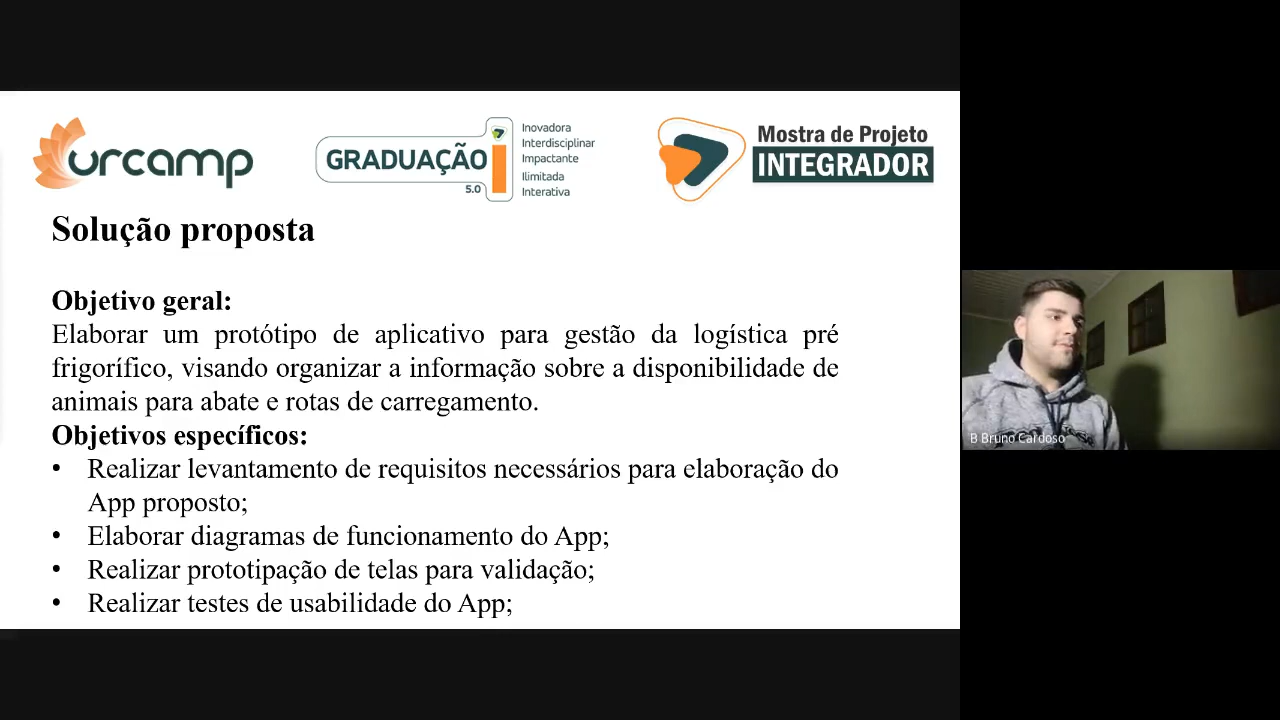 urcamp
GRADUAÇÃO
5.0
Inovadora
Interdisciplinar
Impactante
Ilimitada
Interativa
Mostra de Projeto
INTEGRADOR
Solução proposta
Objetivo geral:
Elaborar um protótipo de aplicativo para gestão da logística pré
frigorífico, visando organizar a informação sobre a disponibilidade de
animais para abate e rotas de carregamento.
Objetivos específicos:
• Realizar levantamento de requisitos necessários para elaboração do
App proposto;
• Elaborar diagramas de funcionamento do App;
• Realizar prototipação de telas para validação;
• Realizar testes de usabilidade do App;
B Bruno Cardoso